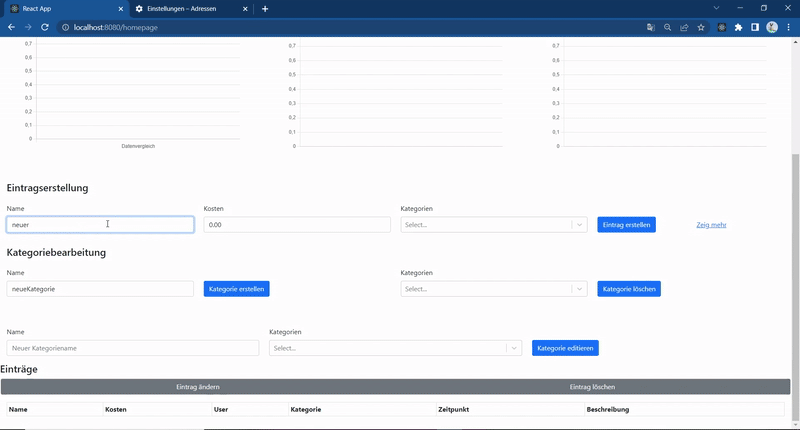 React App
Einstellungen – Adressen
localhost:8080/homepage
0,7 0,7 0,7
0,6 0,6 0,6
0,5 0,5 0,5
0,4 0,4 0,4
0,3 0,3 0,3
0,2 0,2 0,2
0,1 0,1 0,1
0 0 0
Datenvergleich
Eintragserstellung
Name Kosten Kategorien
neuer 0.00 Select... Eintrag erstellen Zeig mehr
Kategoriebearbeitung
Name Kategorien
neueKategorie Kategorie erstellen Select... Kategorie löschen
Name Kategorien
Neuer Kategoriename Select... Kategorie editieren
Einträge
Eintrag ändern Eintrag löschen
Name Kosten User Kategorie Zeitpunkt Beschreibung